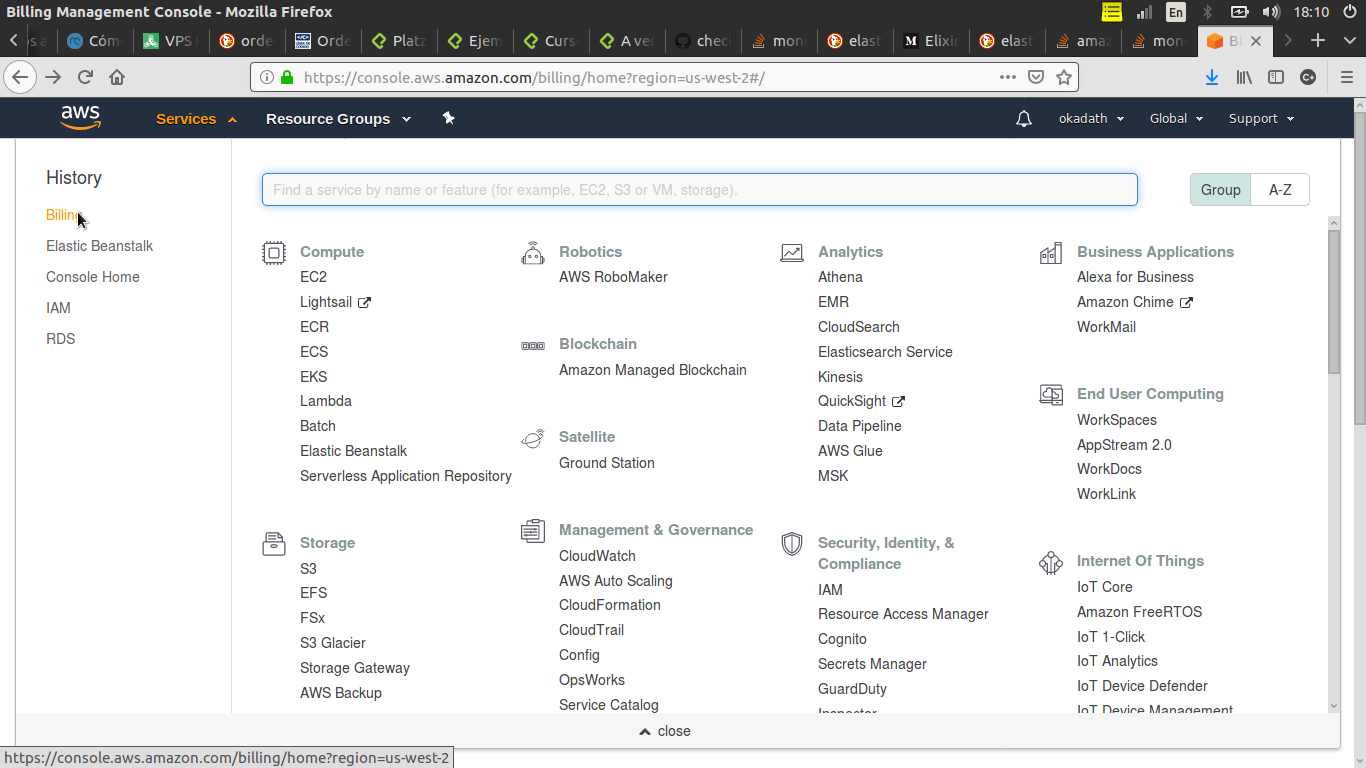 Billing Management Console - Mozilla Firefox
En
18:10
Cóm
VPS
orde
Orde
Platz
Ejem
Curs
A ver
chec
mon
elast
Elixir
elast
amaz
mon
Bi
https://console.aws.amazon.com/billing/home?region=us-west-2#/
aws
Services
Resource Groups
okadath
Global
Support
History
Billing
Elastic Beanstalk
Console Home
IAM
RDS
Find a service by name or feature (for example, EC2, S3 or VM, storage).
Group
A-Z
Compute
EC2
Lightsail
ECR
ECS
EKS
Lambda
Batch
Elastic Beanstalk
Serverless Application Repository
Storage
S3
EFS
FSx
S3 Glacier
Storage Gateway
AWS Backup
Robotics
AWS RoboMaker
Blockchain
Amazon Managed Blockchain
Satellite
Ground Station
Management & Governance
CloudWatch
AWS Auto Scaling
CloudFormation
CloudTrail
Config
OpsWorks
Service Catalog
Analytics
Athena
EMR
CloudSearch
Elasticsearch Service
Kinesis
QuickSight
Data Pipeline
AWS Glue
MSK
Security, Identity, &
Compliance
IAM
Resource Access Manager
Cognito
Secrets Manager
GuardDuty
Inspector
Business Applications
Alexa for Business
Amazon Chime
WorkMail
End User Computing
WorkSpaces
AppStream 2.0
WorkDocs
WorkLink
Internet Of Things
IoT Core
Amazon FreeRTOS
IoT 1-Click
IoT Analytics
IoT Device Defender
IoT Device Management
close
https://console.aws.amazon.com/billing/home?region=us-west-2